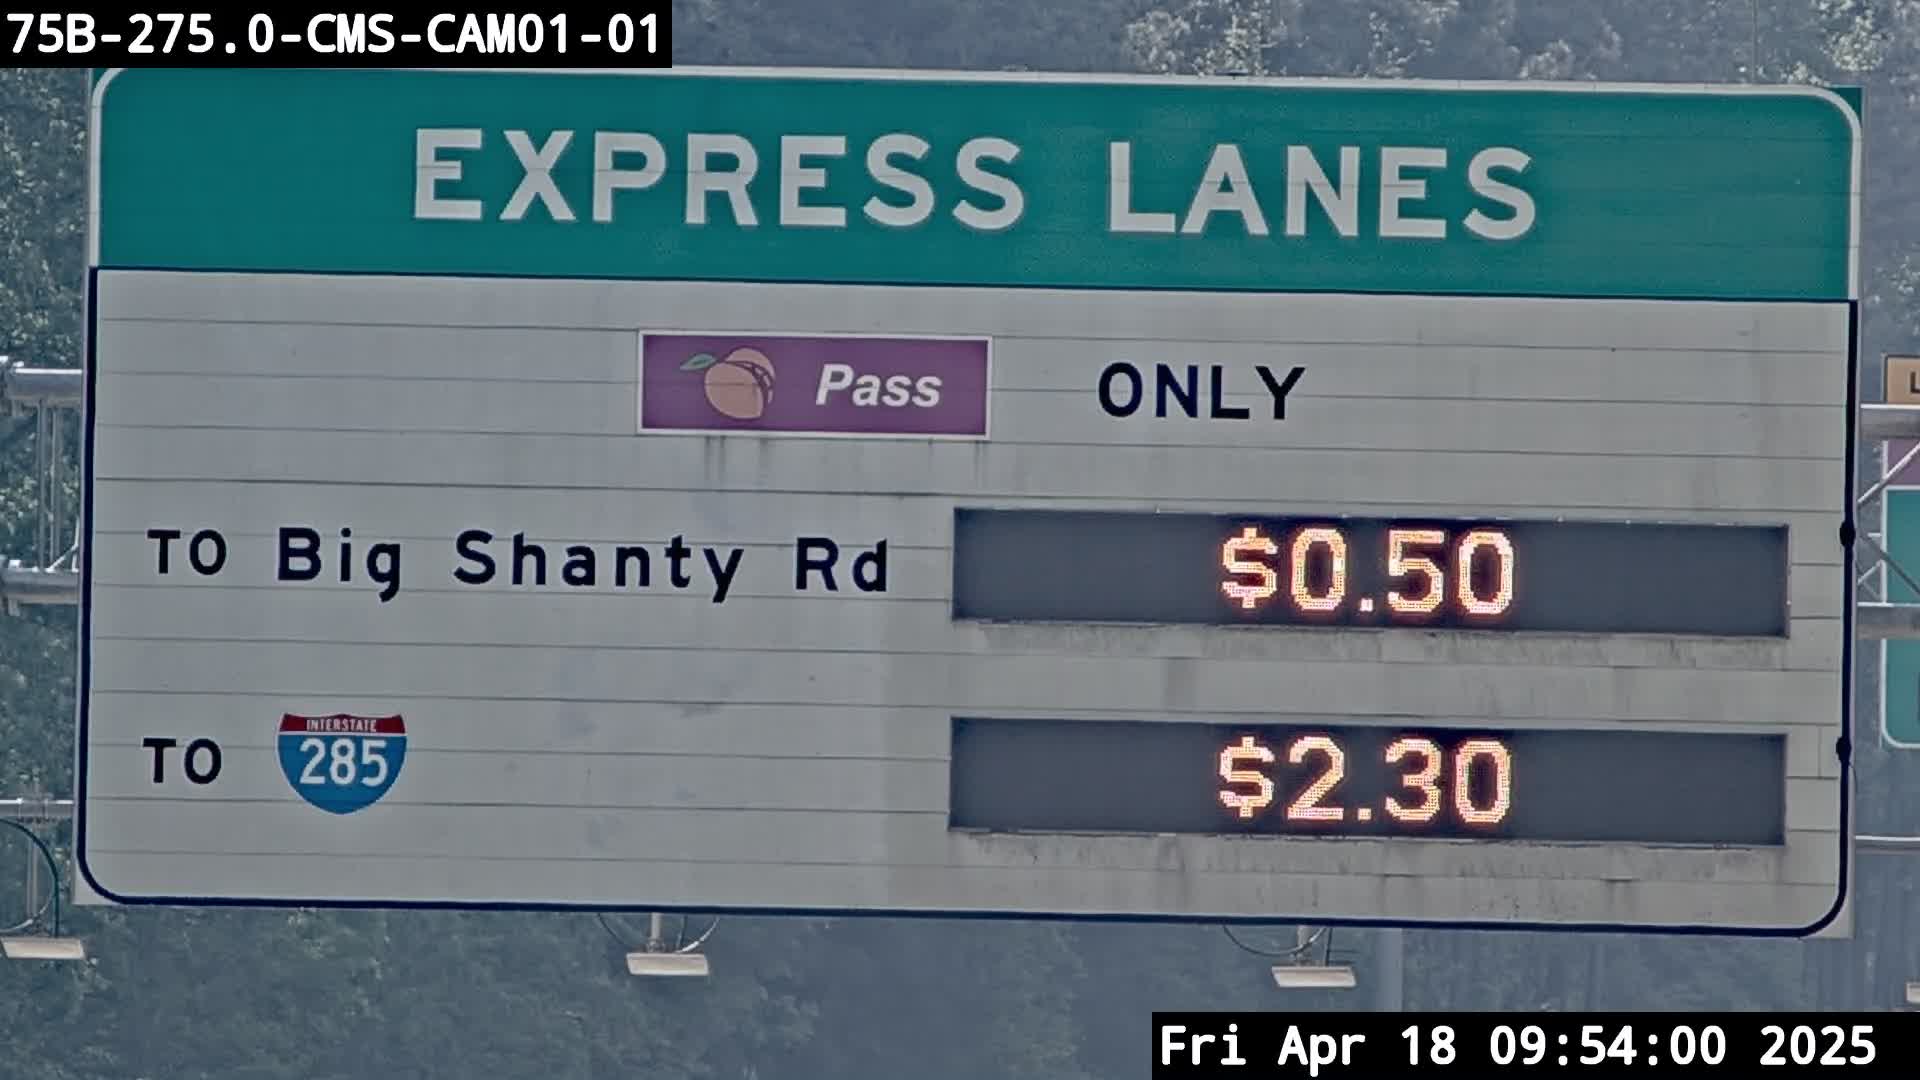 75B-275.0-CMS-CAM01-01
EXPRESS LANES
Pass ONLY
TO Big Shanty Rd $0.50
INTERSTATE
TO 285 $2.30
Fri Apr 18 09:54:00 2025